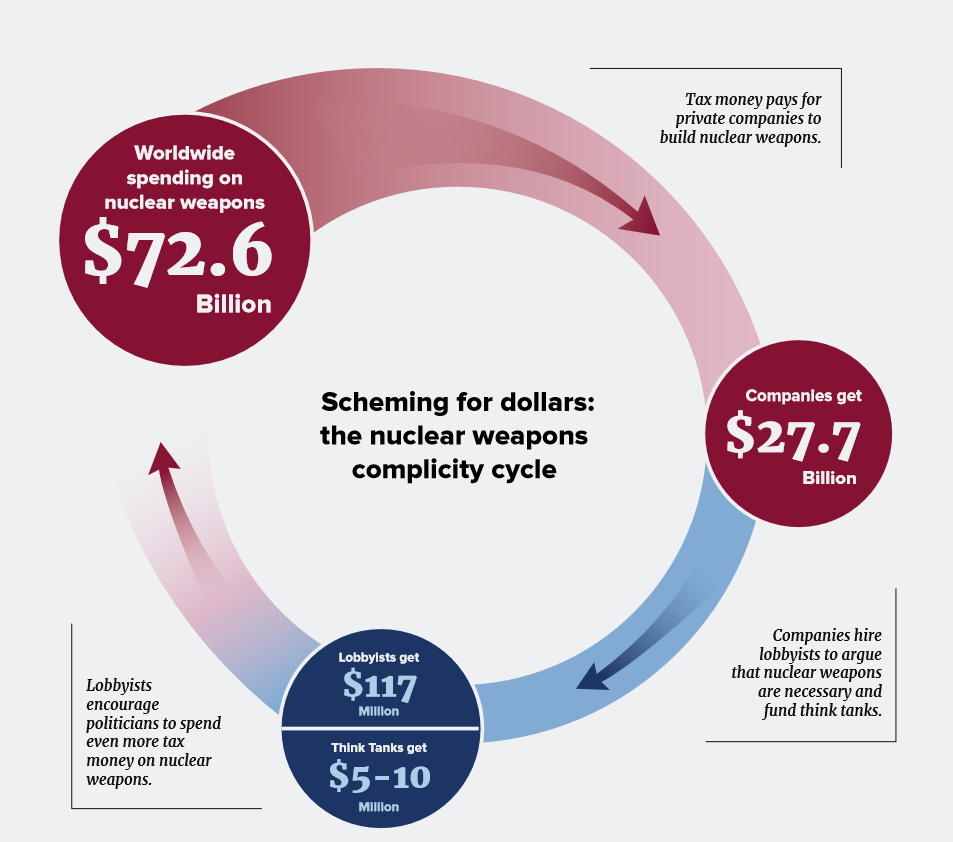 Tax money pays for
private companies to
build nuclear weapons.
Worldwide
spending on
nuclear weapons
$72.6
Billion
Scheming for dollars:
the nuclear weapons
complicity cycle
Companies get
$27.7
Billion
Companies hire
lobbyists to argue
that nuclear weapons
are necessary and
fund think tanks.
Lobbyists get
$117
Million
Think Tanks get
$5-10
Million
Lobbyists
encourage
politicians to spend
even more tax
money on nuclear
weapons.